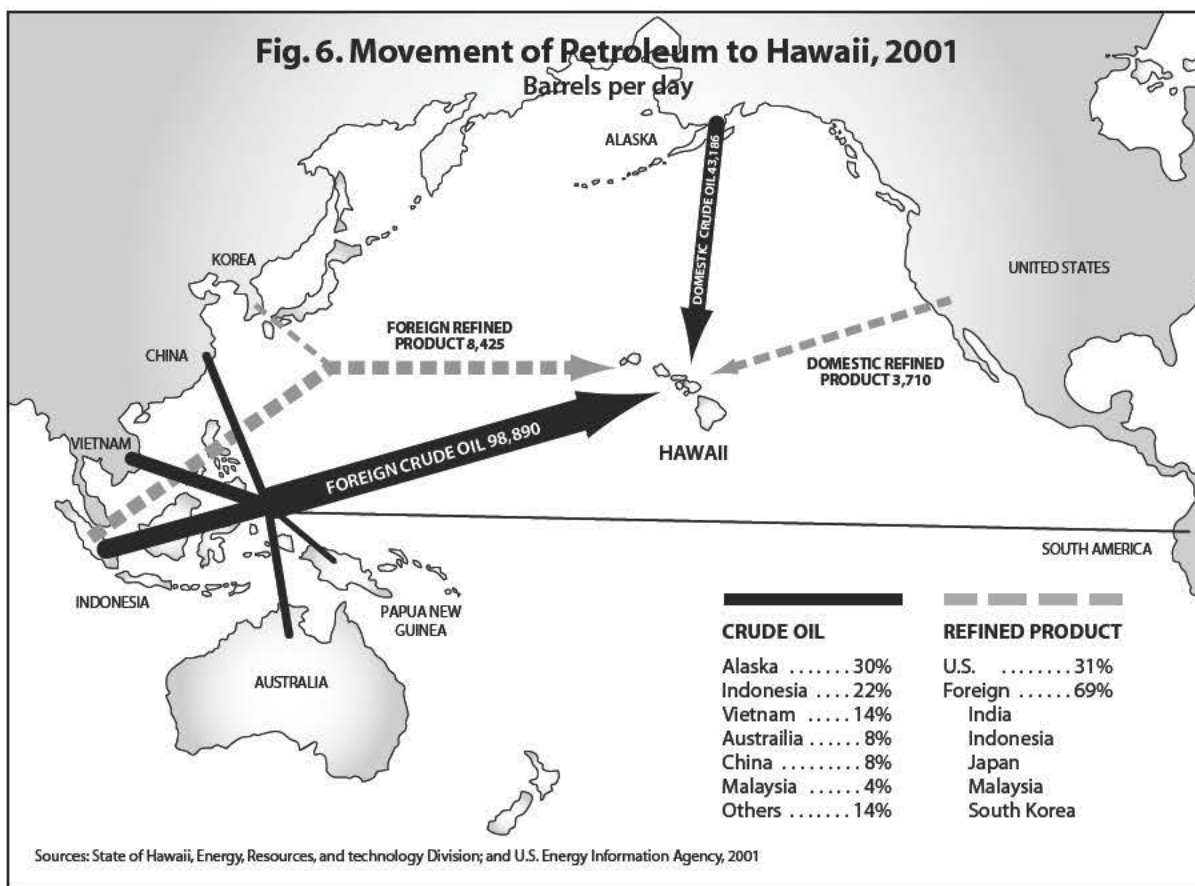 Fig. 6. Movement of Petroleum to Hawaii, 2001
Barrels per day
ALASKA
DOMESTIC CRUDE OIL 43,186
KOREA
UNITED STATES
FOREIGN REFINED
PRODUCT 8,425
CHINA
DOMESTIC REFINED
PRODUCT 3,710
VIETNAM
FOREIGN CRUDE OIL 98,890
HAWAII
SOUTH AMERICA
INDONESIA
PAPUA NEW
GUINEA
AUSTRALIA
CRUDE OIL
Alaska ....... 30%
Indonesia .... 22%
Vietnam ..... 14%
Austrailia ...... 8%
China ......... 8%
Malaysia ...... 4%
Others ....... 14%
REFINED PRODUCT
U.S. ........ 31%
Foreign ...... 69%
India
Indonesia
Japan
Malaysia
South Korea
Sources: State of Hawaii, Energy, Resources, and technology Division; and U.S. Energy Information Agency, 2001